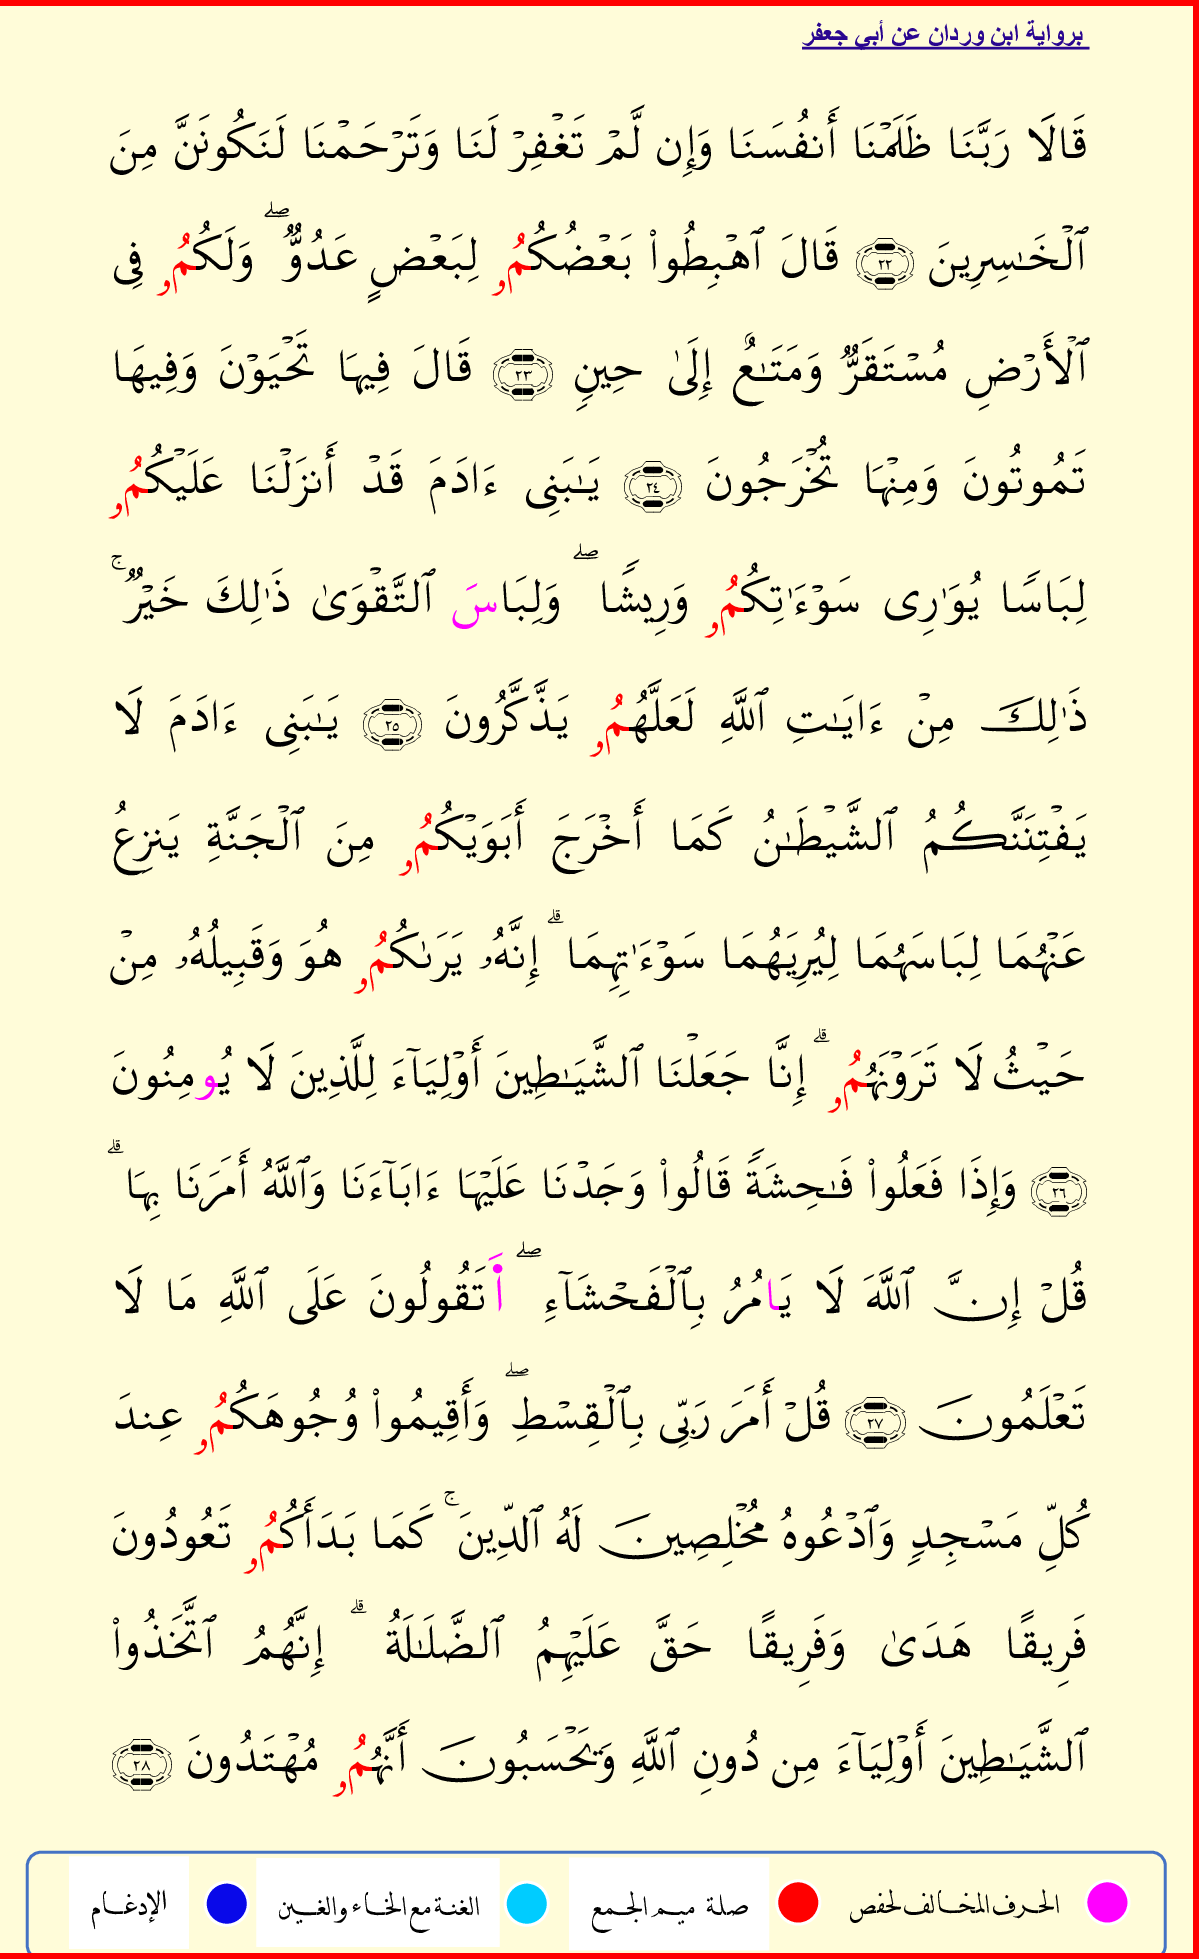 برواية ابن وردان عن أبي جعفر
قَالَا رَبَّنَا ظَلَمۡنَا أَنفُسَنَا وَإِن لَّمۡ تَغۡفِرۡ لَنَا وَتَرۡحَمۡنَا لَنَكُونَنَّ مِنَ
ٱلۡخَٰسِرِينَ ٢٢ قَالَ ٱهۡبِطُواْ بَعۡضُكُمُۥ لِبَعۡضٍ عَدُوّٞۖ وَلَكُمُۥ فِي
ٱلۡأَرۡضِ مُسۡتَقَرّٞ وَمَتَٰعٌ إِلَىٰ حِينٖ ٢٣ قَالَ فِيهَا تَحۡيَوۡنَ وَفِيهَا
تَمُوتُونَ وَمِنۡهَا تُخۡرَجُونَ ٢٤ يَٰبَنِي ءَادَمَ قَدۡ أَنزَلۡنَا عَلَيۡكُمُۥ
لِبَاسٗا يُوَٰرِي سَوۡءَٰتِكُمُۥ وَرِيشٗاۖ وَلِبَاسَ ٱلتَّقۡوَىٰ ذَٰلِكَ خَيۡرٞۚ
ذَٰلِكَ مِنۡ ءَايَٰتِ ٱللَّهِ لَعَلَّهُمُۥ يَذَّكَّرُونَ ٢٥ يَٰبَنِي ءَادَمَ لَا
يَفۡتِنَنَّكُمُ ٱلشَّيۡطَٰنُ كَمَا أَخۡرَجَ أَبَوَيۡكُمُۥ مِنَ ٱلۡجَنَّةِ يَنزِعُ
عَنۡهُمَا لِبَاسَهُمَا لِيُرِيَهُمَا سَوۡءَٰتِهِمَاۗ إِنَّهُۥ يَرَىٰكُمُۥ هُوَ وَقَبِيلُهُۥ مِنۡ
حَيۡثُ لَا تَرَوۡنَهُمُۥۗ إِنَّا جَعَلۡنَا ٱلشَّيَٰطِينَ أَوۡلِيَآءَ لِلَّذِينَ لَا يُومِنُونَ
٢٦ وَإِذَا فَعَلُواْ فَٰحِشَةٗ قَالُواْ وَجَدۡنَا عَلَيۡهَا ءَابَآءَنَا وَٱللَّهُ أَمَرَنَا بِهَاۗ
قُلۡ إِنَّ ٱللَّهَ لَا يَامُرُ بِٱلۡفَحۡشَآءِۖ أَتَقُولُونَ عَلَى ٱللَّهِ مَا لَا
تَعۡلَمُونَ ٢٧ قُلۡ أَمَرَ رَبِّي بِٱلۡقِسۡطِۖ وَأَقِيمُواْ وُجُوهَكُمُۥ عِندَ
كُلِّ مَسۡجِدٖ وَٱدۡعُوهُ مُخۡلِصِينَ لَهُ ٱلدِّينَۚ كَمَا بَدَأَكُمُۥ تَعُودُونَ
فَرِيقًا هَدَىٰ وَفَرِيقًا حَقَّ عَلَيۡهِمُ ٱلضَّلَٰلَةُۗ إِنَّهُمُ ٱتَّخَذُواْ
ٱلشَّيَٰطِينَ أَوۡلِيَآءَ مِن دُونِ ٱللَّهِ وَيَحۡسَبُونَ أَنَّهُمُۥ مُهۡتَدُونَ ٢٨
الحرف المخالف لحفص صلة ميم الجمع الغنة مع الخاء والغين الإدغام